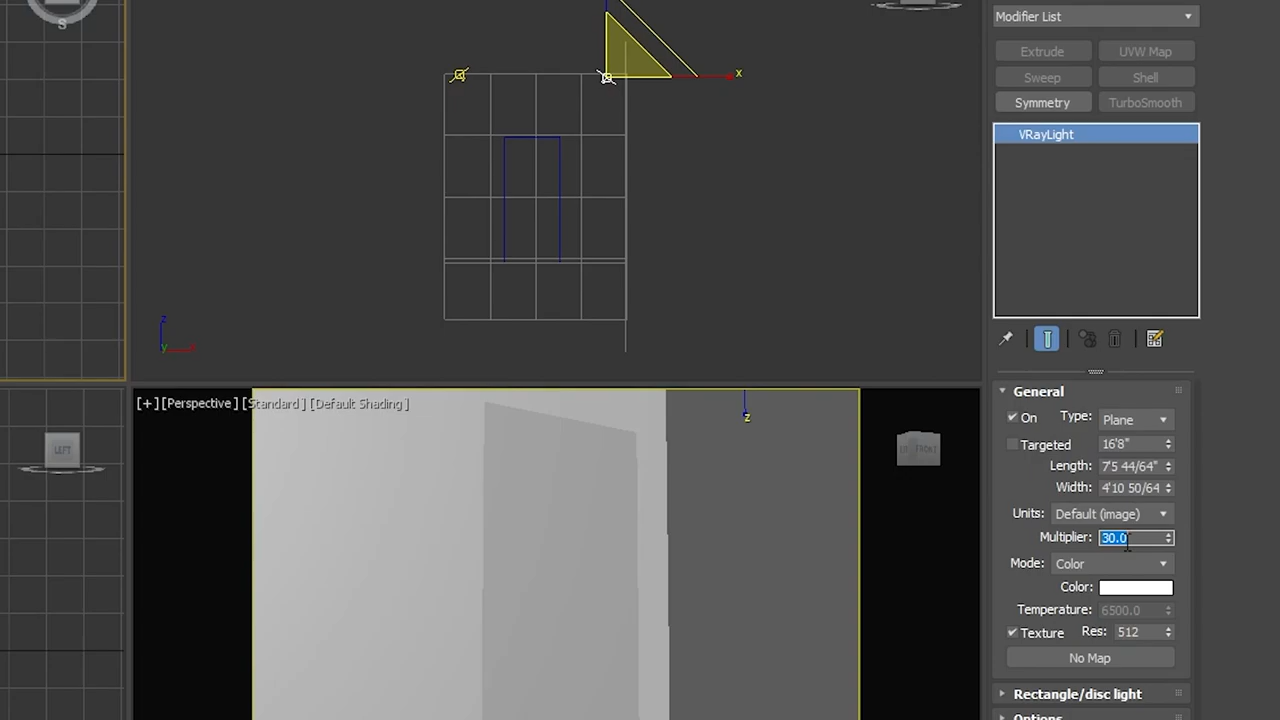 S
x
z
y
[+] [Perspective ] [Standard ] [Default Shading ]
z
LEFT
FRONT
Modifier List
Extrude
UVW Map
Sweep
Shell
Symmetry
TurboSmooth
VRayLight
General
On
Type:
Plane
Targeted
16'8"
Length:
7'5 44/64"
Width:
4'10 50/64
Units:
Default (image)
Multiplier:
30.0
Mode:
Color
Color:
Temperature:
6500.0
Texture
Res:
512
No Map
Rectangle/disc light
Options